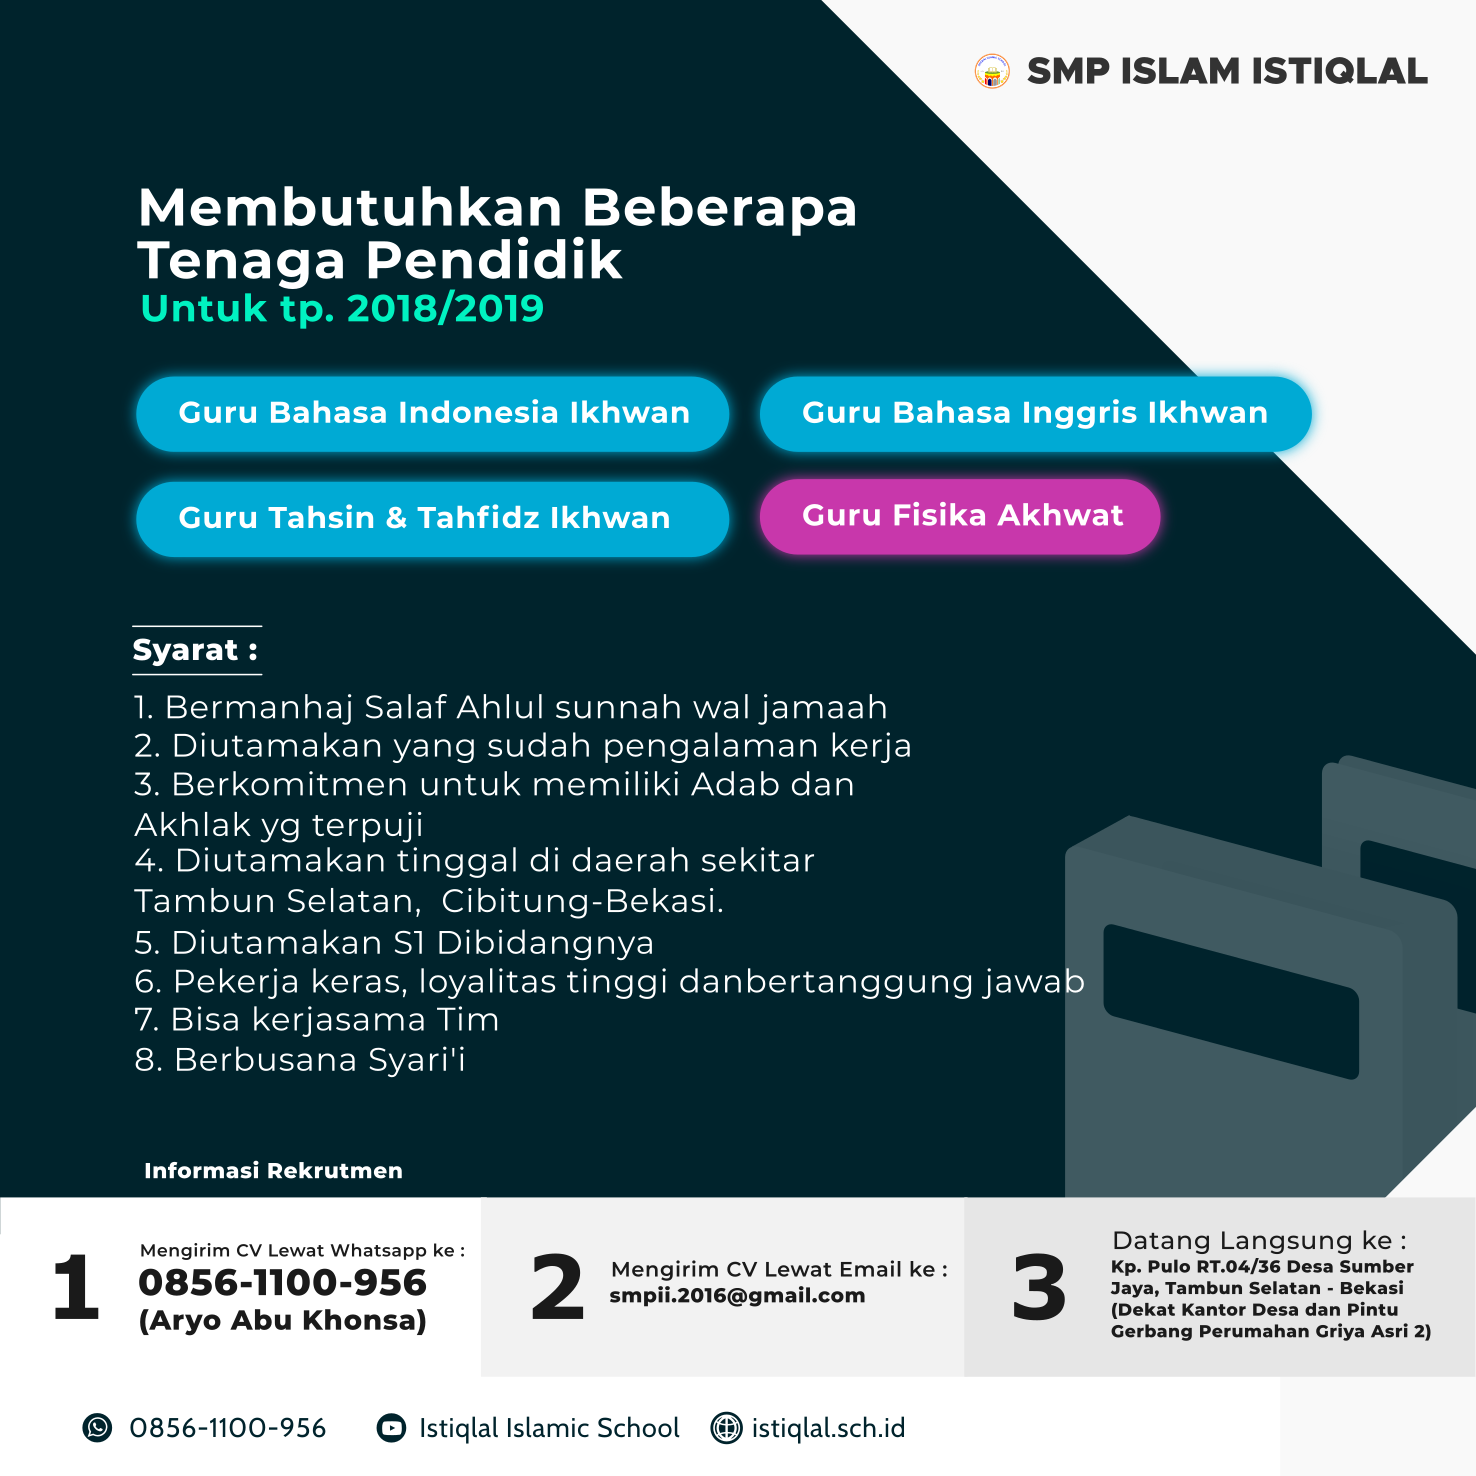 SMP ISLAM ISTIQLAL
Membutuhkan Beberapa
Tenaga Pendidik
Untuk tp. 2018/2019
Guru Bahasa Indonesia Ikhwan
Guru Bahasa Inggris Ikhwan
Guru Tahsin & Tahfidz Ikhwan
Guru Fisika Akhwat
Syarat :
1. Bermanhaj Salaf Ahlul sunnah wal jamaah
2. Diutamakan yang sudah pengalaman kerja
3. Berkomitmen untuk memiliki Adab dan
Akhlak yg terpuji
4. Diutamakan tinggal di daerah sekitar
Tambun Selatan,  Cibitung-Bekasi.
5. Diutamakan S1 Dibidangnya
6. Pekerja keras, loyalitas tinggi danbertanggung jawab
7. Bisa kerjasama Tim
8. Berbusana Syari'i
Informasi Rekrutmen
1
Mengirim CV Lewat Whatsapp ke :
0856-1100-956
(Aryo Abu Khonsa)
2
Mengirim CV Lewat Email ke :
smpii.2016@gmail.com
3
Datang Langsung ke :
Kp. Pulo RT.04/36 Desa Sumber
Jaya, Tambun Selatan - Bekasi
(Dekat Kantor Desa dan Pintu
Gerbang Perumahan Griya Asri 2)
0856-1100-956
Istiqlal Islamic School
istiqlal.sch.id